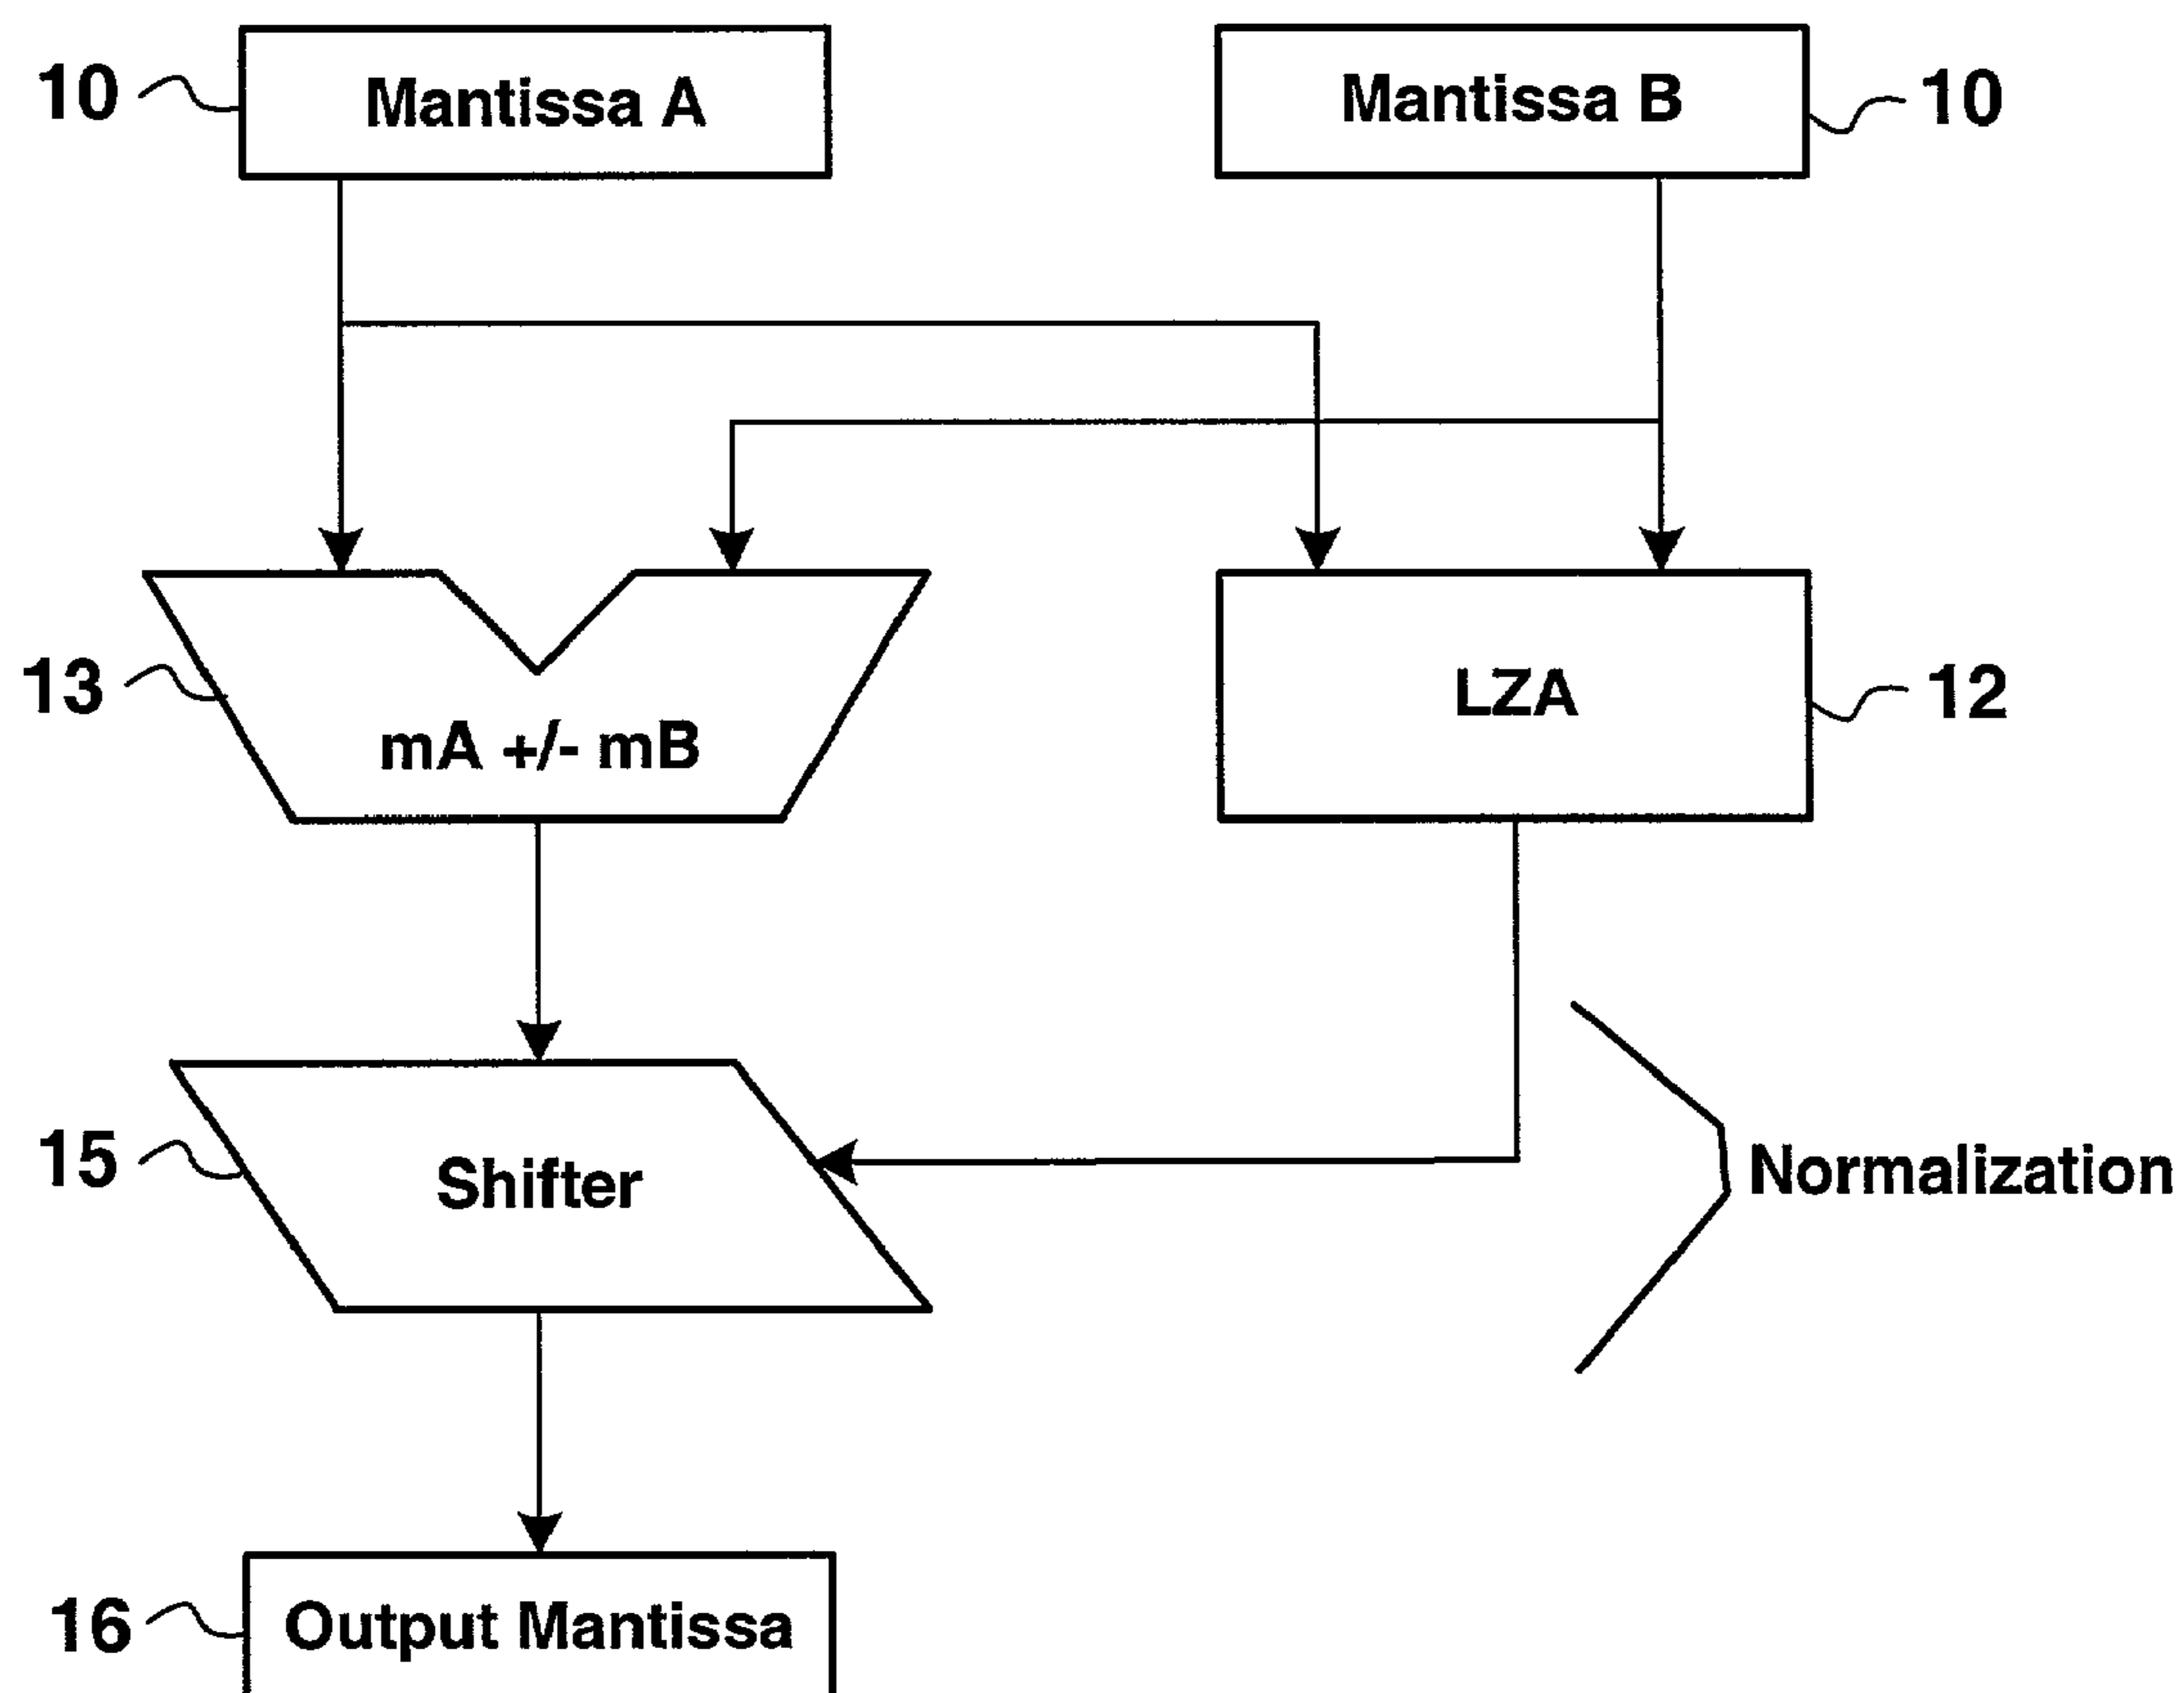 10 Mantissa A Mantissa B 10
13 mA +/- mB LZA 12
15 Shifter Normalization
16 Output Mantissa